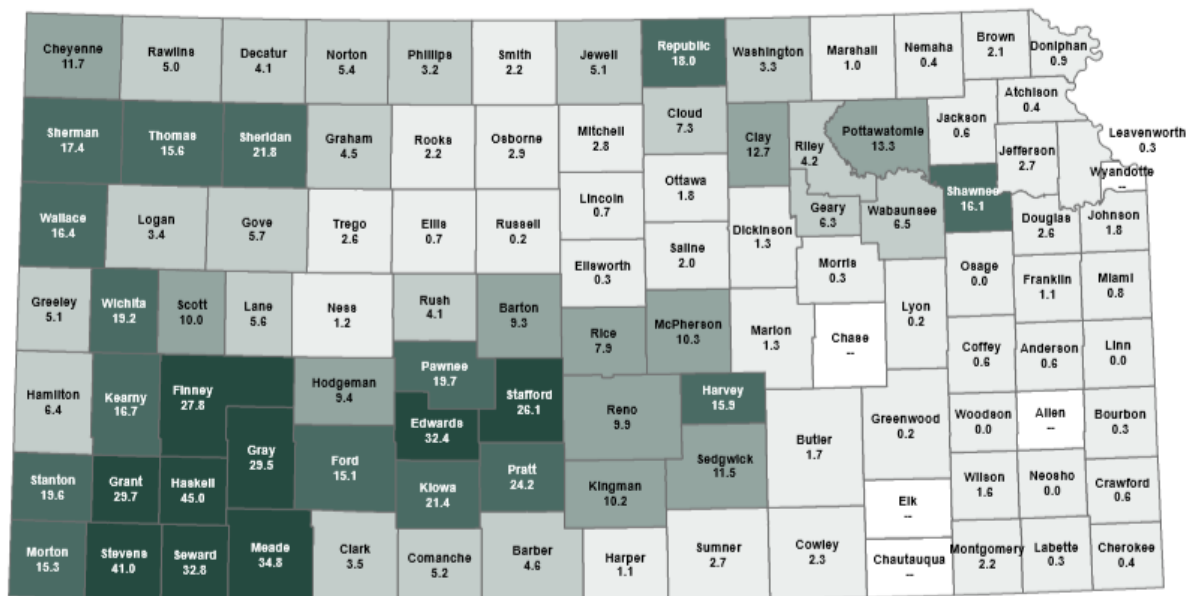 Cheyenne
11.7
Rawlins
5.0
Decatur
4.1
Norton
5.4
Phillips
3.2
Smith
2.2
Jewell
5.1
Republic
18.0
Washington
3.3
Marshall
1.0
Nemaha
0.4
Brown
2.1
Doniphan
0.9
Atchison
0.4
Sherman
17.4
Thomas
15.6
Sheridan
21.8
Graham
4.5
Rooks
2.2
Osborne
2.9
Mitchell
2.8
Cloud
7.3
Clay
12.7
Riley
4.2
Pottawatomie
13.3
Jackson
0.6
Jefferson
2.7
Leavenworth
0.3
Wyandotte
--
Wallace
16.4
Logan
3.4
Gove
5.7
Trego
2.6
Ellis
0.7
Russell
0.2
Lincoln
0.7
Ottawa
1.8
Saline
2.0
Dickinson
1.3
Geary
6.3
Wabaunsee
6.5
Shawnee
16.1
Douglas
2.6
Johnson
1.8
Greeley
5.1
Wichita
19.2
Scott
10.0
Lane
5.6
Ness
1.2
Rush
4.1
Barton
9.3
Ellsworth
0.3
Rice
7.9
McPherson
10.3
Marion
1.3
Morris
0.3
Chase
--
Lyon
0.2
Osage
0.0
Franklin
1.1
Miami
0.8
Coffey
0.6
Anderson
0.6
Linn
0.0
Hamilton
6.4
Kearny
16.7
Finney
27.8
Hodgeman
9.4
Pawnee
19.7
Edwards
32.4
Stafford
26.1
Reno
9.9
Harvey
15.9
Butler
1.7
Greenwood
0.2
Woodson
0.0
Allen
--
Bourbon
0.3
Stanton
19.6
Grant
29.7
Haskell
45.0
Gray
29.5
Ford
15.1
Kiowa
21.4
Pratt
24.2
Kingman
10.2
Sedgwick
11.5
Elk
--
Wilson
1.6
Neosho
0.0
Crawford
0.6
Morton
15.3
Stevens
41.0
Seward
32.8
Meade
34.8
Clark
3.5
Comanche
5.2
Barber
4.6
Harper
1.1
Sumner
2.7
Cowley
2.3
Chautauqua
--
Montgomery
2.2
Labette
0.3
Cherokee
0.4